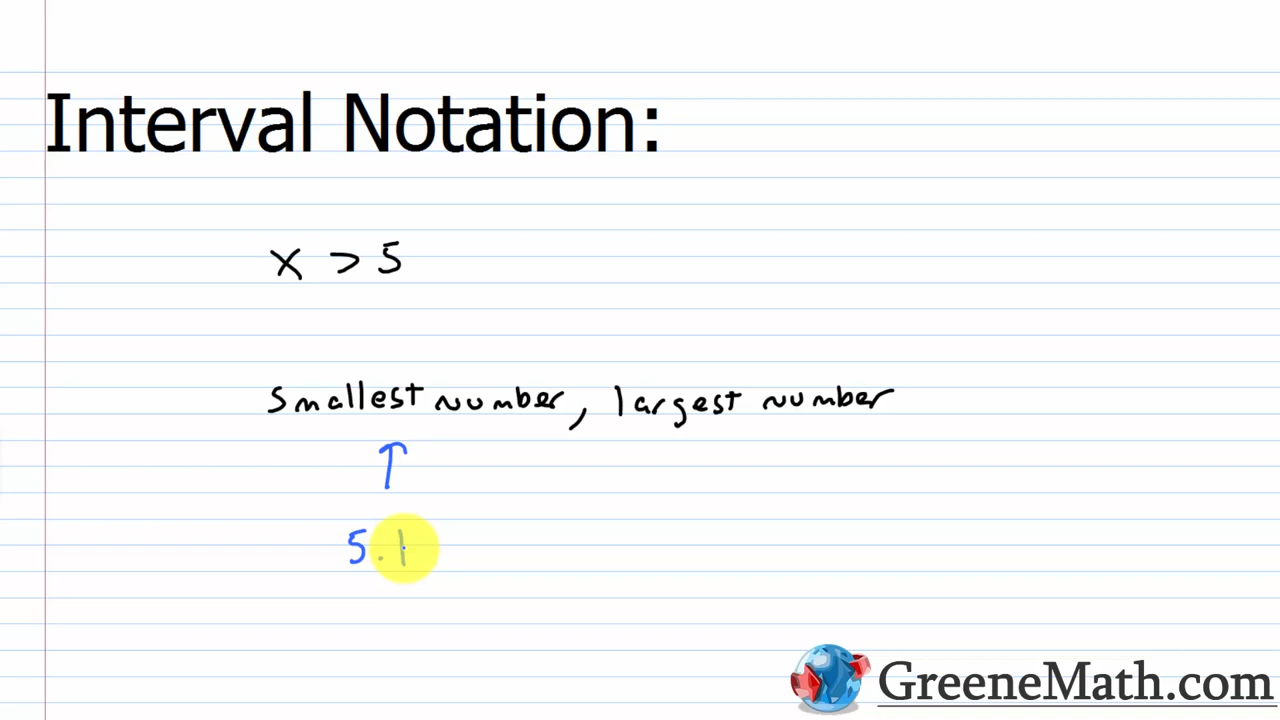 Interval Notation:
x > 5
smallest number, largest number
5.1
GreeneMath.com